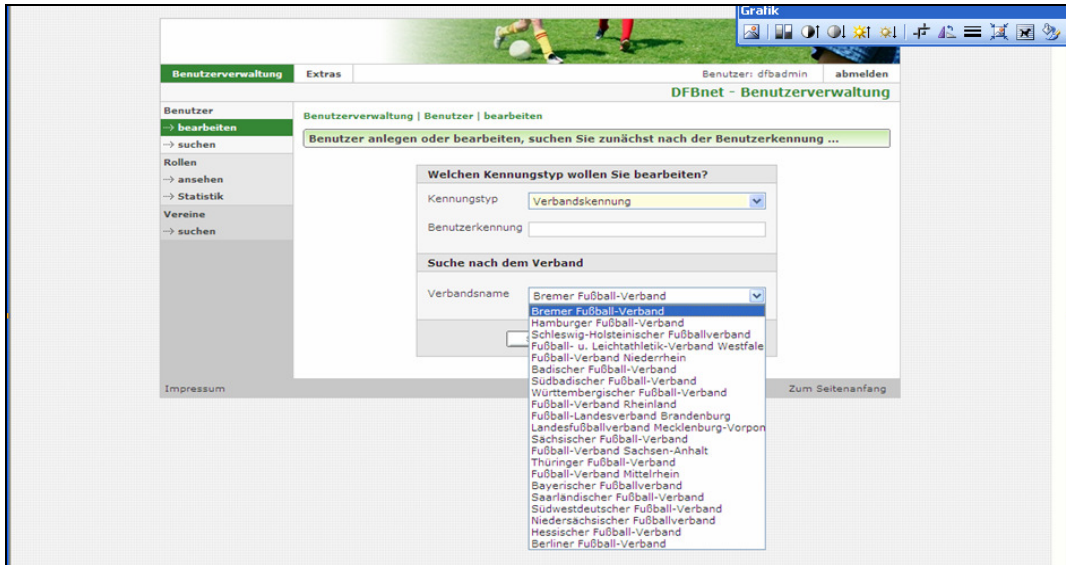 Grafik
Benutzerverwaltung Extras Benutzer: dfbadmin abmelden
DFBnet - Benutzerverwaltung
Benutzer
→ bearbeiten
→ suchen
Rollen
→ ansehen
→ Statistik
Vereine
→ suchen
Benutzerverwaltung | Benutzer | bearbeiten
Benutzer anlegen oder bearbeiten, suchen Sie zunächst nach der Benutzerkennung ...
Welchen Kennungstyp wollen Sie bearbeiten?
Kennungstyp Verbandskennung
Benutzerkennung
Suche nach dem Verband
Verbandsname Bremer Fußball-Verband
Bremer Fußball-Verband
Hamburger Fußball-Verband
Schleswig-Holsteinischer Fußballverband
Fußball- u. Leichtathletik-Verband Westfale
Fußball-Verband Niederrhein
Badischer Fußball-Verband
Südbadischer Fußball-Verband
Württembergischer Fußball-Verband
Fußball-Verband Rheinland
Fußball-Landesverband Brandenburg
Landesfußballverband Mecklenburg-Vorpon
Sächsischer Fußball-Verband
Fußball-Verband Sachsen-Anhalt
Thüringer Fußball-Verband
Fußball-Verband Mittelrhein
Bayerischer Fußballverband
Saarländischer Fußball-Verband
Südwestdeutscher Fußball-Verband
Niedersächsischer Fußballverband
Hessischer Fußball-Verband
Berliner Fußball-Verband
Impressum Zum Seitenanfang